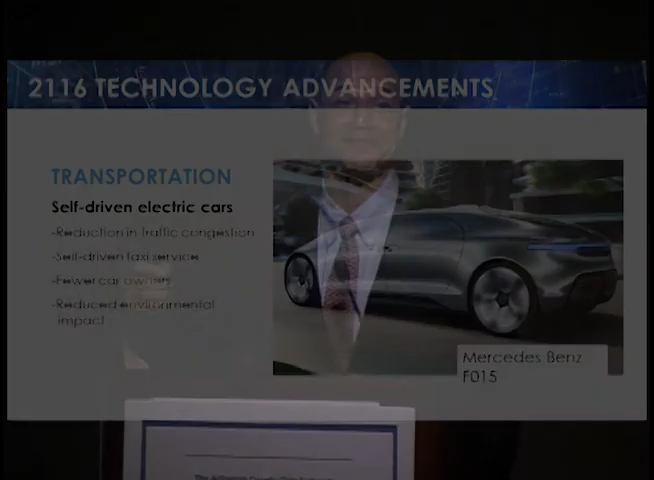 2116 TECHNOLOGY ADVANCEMENTS
TRANSPORTATION
Self-driven electric cars
-Reduction in traffic congestion
-Self-driven taxi service
-Fewer car owners
-Reduced environmental
impact
Mercedes Benz
F015